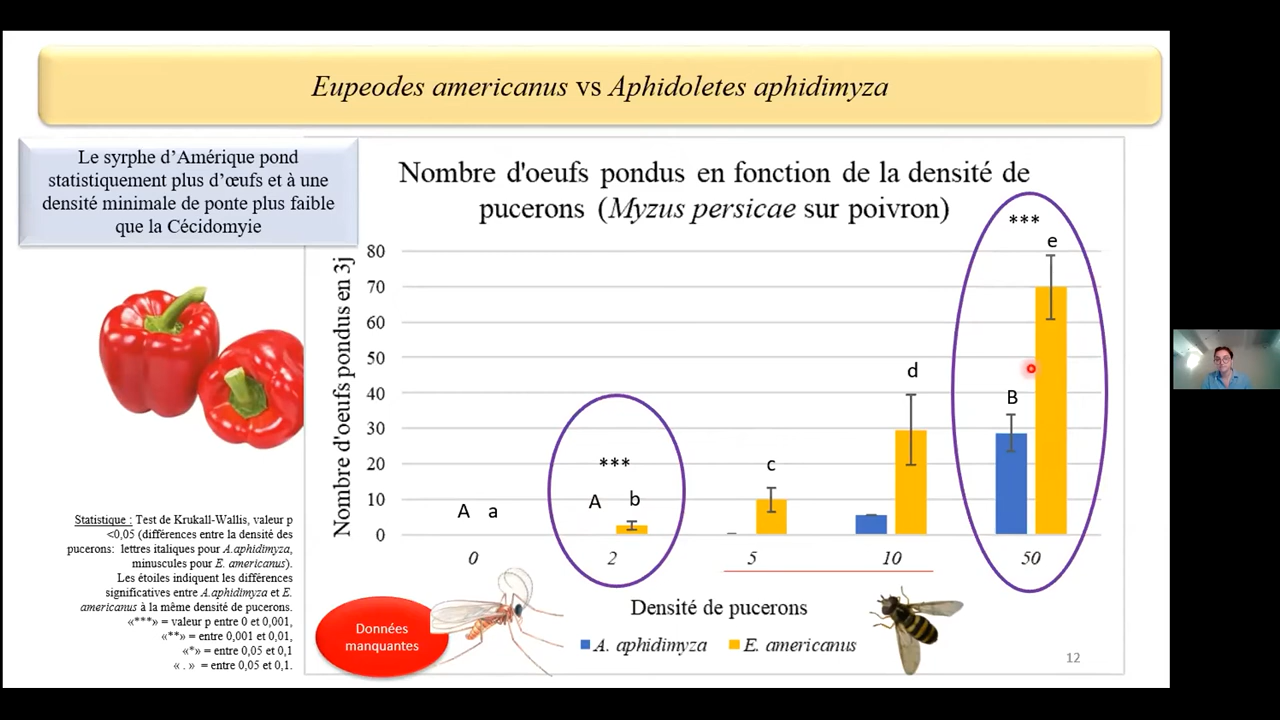 Eupeodes americanus vs Aphidoletes aphidimyza
Le syrphe d’Amérique pond
statistiquement plus d’œufs et à une
densité minimale de ponte plus faible
que la Cécidomyie
Nombre d'oeufs pondus en fonction de la densité de
pucerons (Myzus persicae sur poivron)
Nombre d'oeufs pondus en 3j
80
70
60
50
40
30
20
10
0
A a
***
A b
c
d
***
e
B
0 2 5 10 50
Densité de pucerons
A. aphidimyza E. americanus
Données
manquantes
Statistique : Test de Krukall-Wallis, valeur p
<0,05 (différences entre la densité des
pucerons: lettres italiques pour A.aphidimyza,
minuscules pour E. americanus).
Les étoiles indiquent les différences
significatives entre A.aphidimyza et E.
americanus à la même densité de pucerons.
«***» = valeur p entre 0 et 0,001,
«**» = entre 0,001 et 0,01,
«*» = entre 0,05 et 0,1
« . » = entre 0,05 et 0,1.
12